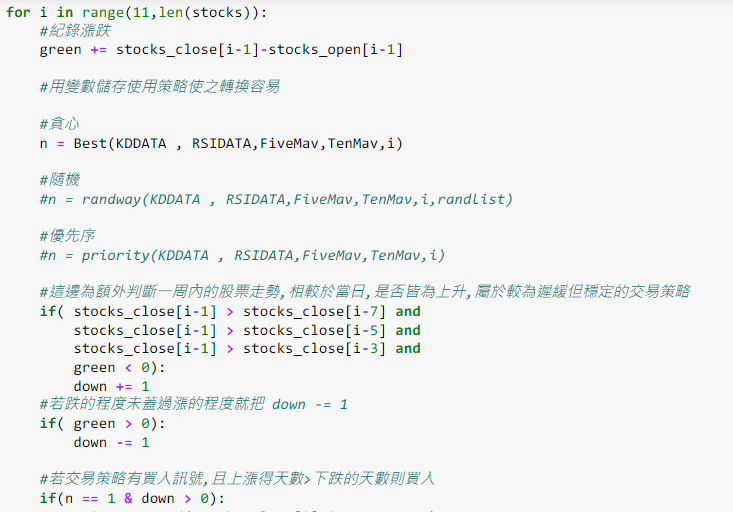 for i in range(11,len(stocks)):
    #紀錄漲跌
    green += stocks_close[i-1]-stocks_open[i-1]
    #用變數儲存使用策略使之轉換容易
    #貪心
    n = Best(KDDATA , RSIDATA,FiveMav,TenMav,i)
    #隨機
    #n = randway(KDDATA , RSIDATA,FiveMav,TenMav,i,randList)
    #優先序
    #n = priority(KDDATA , RSIDATA,FiveMav,TenMav,i)
    #這邊為額外判斷一周內的股票走勢,相較於當日,是否皆為上升,屬於較為遲緩但穩定的交易策略
    if( stocks_close[i-1] > stocks_close[i-7] and
        stocks_close[i-1] > stocks_close[i-5] and
        stocks_close[i-1] > stocks_close[i-3] and
        green < 0):
        down += 1
    #若跌的程度未蓋過漲的程度就把 down -= 1
    if( green > 0):
        down -= 1
    #若交易策略有買入訊號,且上漲得天數>下跌的天數則買入
    if(n == 1 & down > 0):